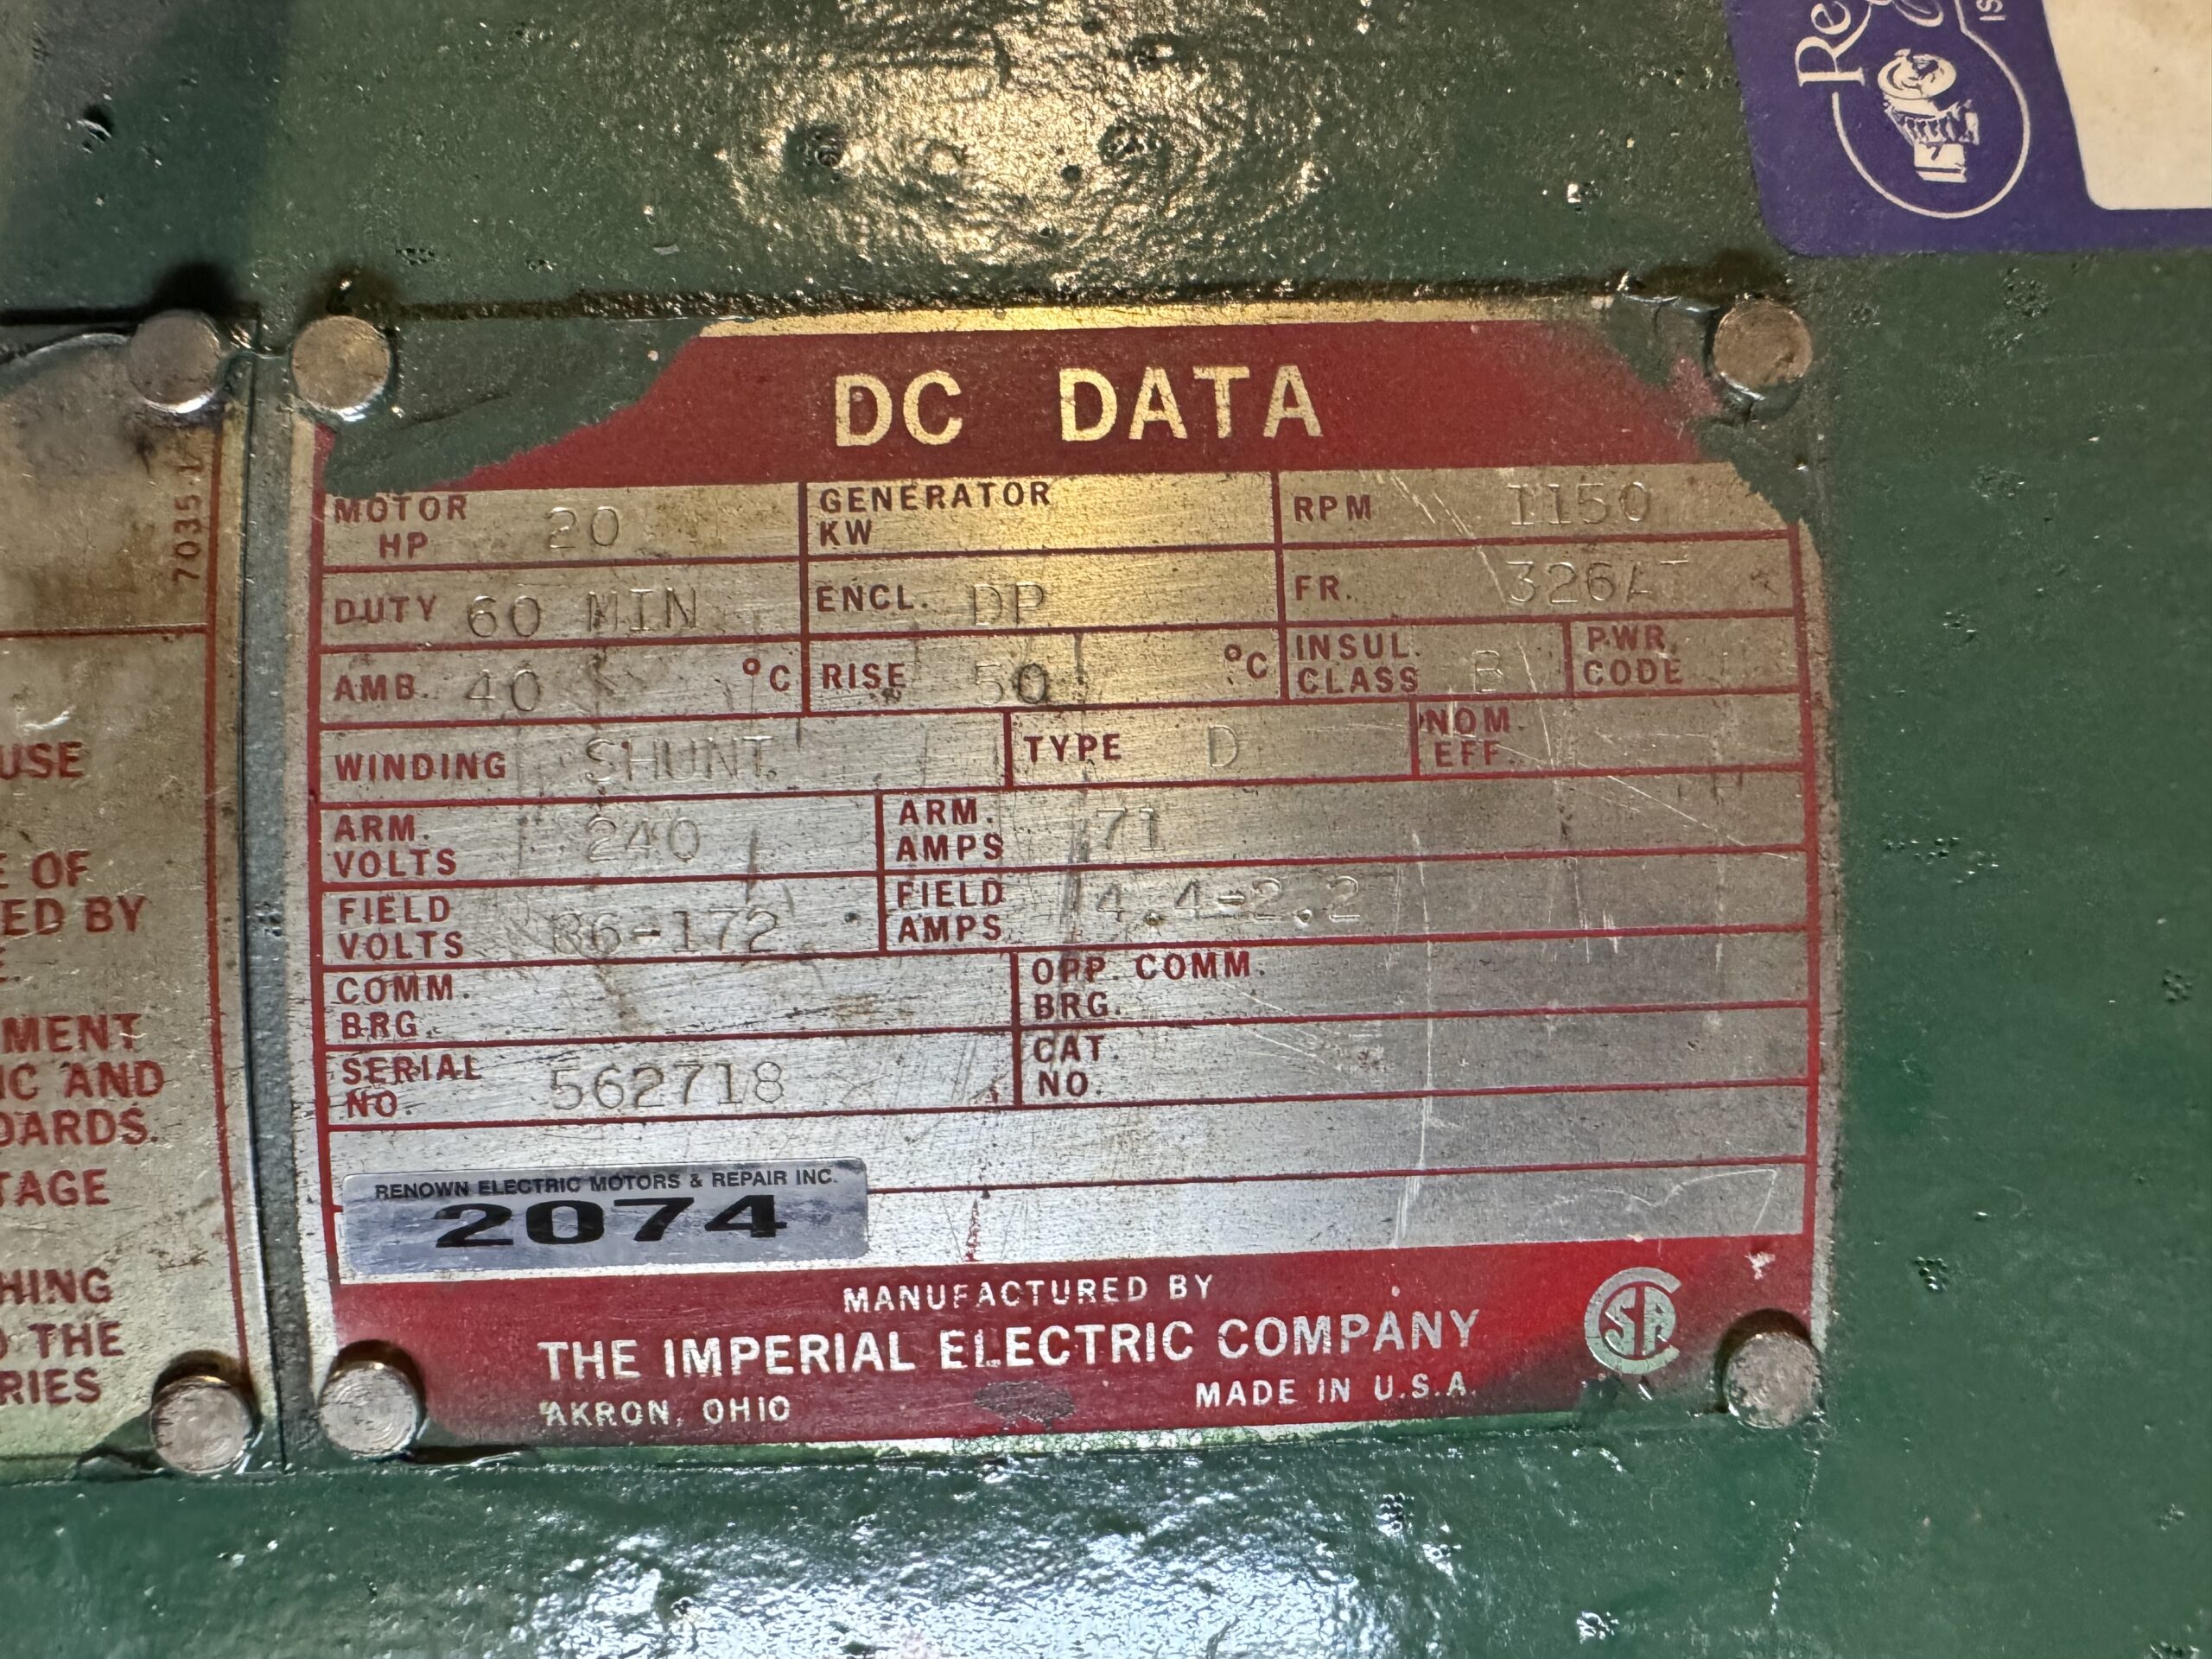 Re
IS
7035-1
USE
E OF
ED BY
E.
MENT
IC AND
DARDS.
TAGE
HING
O THE
RIES
DC DATA
MOTOR HP 20 GENERATOR KW RPM 1150
DUTY 60 MIN ENCL. DP FR. 326AT
AMB. 40 °C RISE 50 °C INSUL. CLASS B PWR. CODE
WINDING SHUNT TYPE D NOM. EFF.
ARM. VOLTS 240 ARM. AMPS 71
FIELD VOLTS 86-172 FIELD AMPS 4.4-2.2
COMM. BRG. OPP. COMM. BRG.
SERIAL NO. 562718 CAT. NO.
RENOWN ELECTRIC MOTORS & REPAIR INC.
2074
MANUFACTURED BY
THE IMPERIAL ELECTRIC COMPANY
AKRON, OHIO MADE IN U.S.A.
CSA